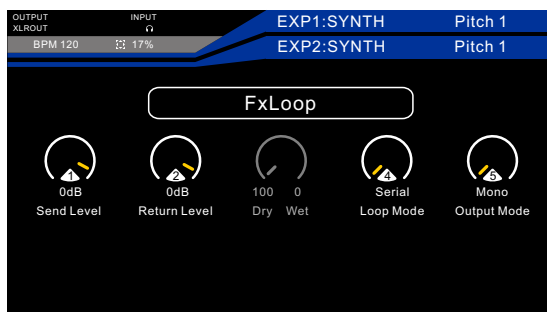 OUTPUT INPUT
XLROUT
EXP1:SYNTH Pitch 1
BPM 120 17%
EXP2:SYNTH Pitch 1
FxLoop
1 2 4 5
0dB 0dB 100 0 Serial Mono
Send Level Return Level Dry Wet Loop Mode Output Mode